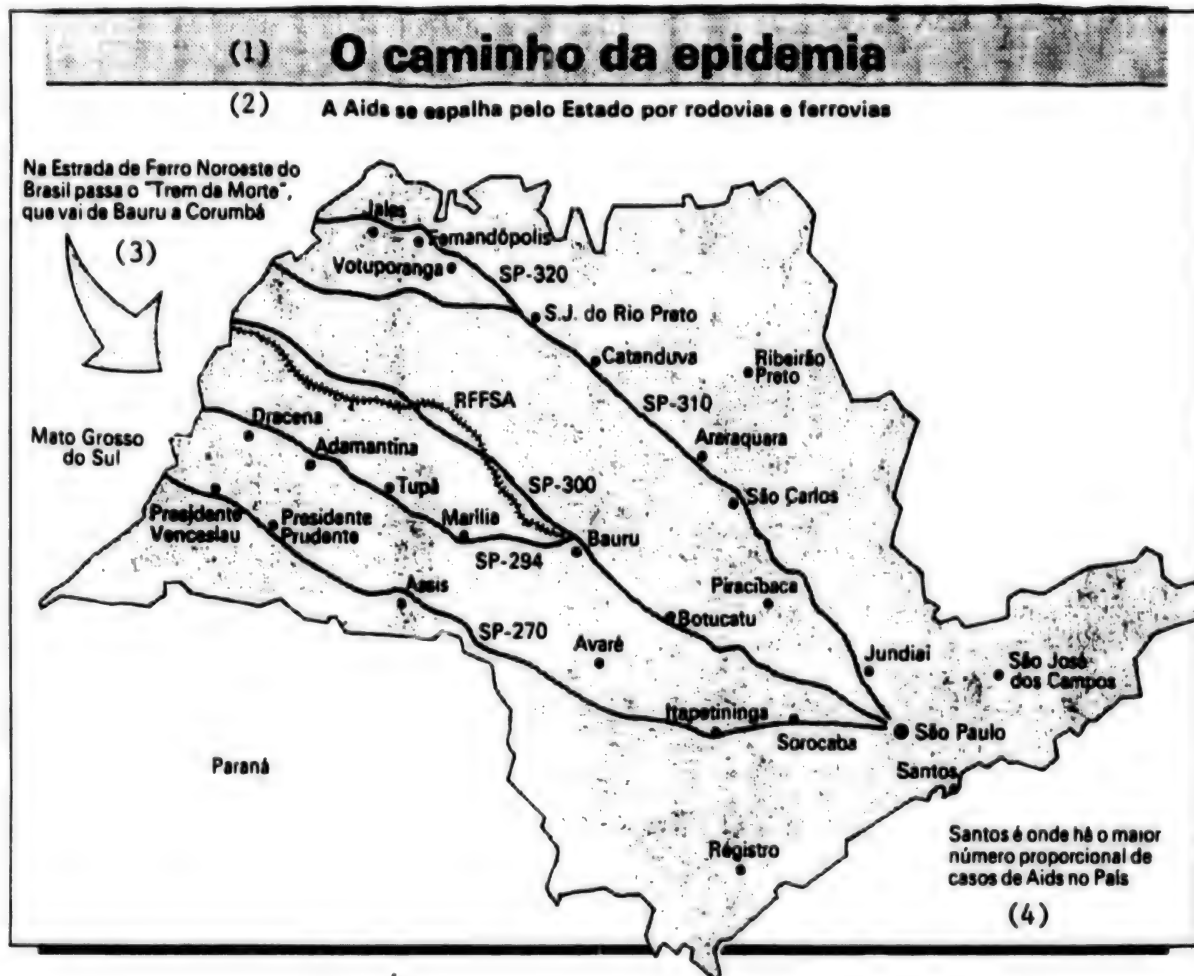 (1) O caminho da epidemia
(2) A Aids se espalha pelo Estado por rodovias e ferrovias
Na Estrada de Ferro Noroeste do
Brasil passa o "Trem da Morte",
que vai de Bauru a Corumbá
(3)
Jales
Fernandópolis
Votuporanga
SP-320
S.J. do Rio Preto
Catanduva
Ribeirão
Preto
RFFSA
SP-310
Dracena
Mato Grosso
do Sul
Adamantina
Araraquara
Tupã
SP-300
São Carlos
Presidente
Venceslau
Presidente
Prudente
Marília
Bauru
SP-294
Assis
Piracibaca
Botucatu
SP-270
Avaré
Jundiaí
São José
dos Campos
Itapetininga
Sorocaba
São Paulo
Paraná
Santos
Régistro
Santos é onde há o maior
número proporcional de
casos de Aids no País
(4)